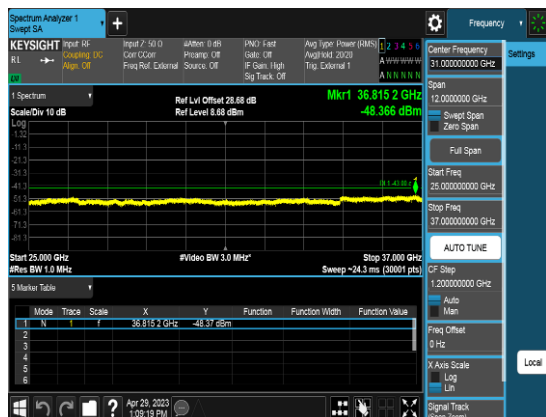 Spectrum Analyzer 1
Swept SA
+
Frequency
KEYSIGHT
RL
LV
Input: RF
Coupling: DC
Align: Off
Input Z: 50 Ω
Corr CCorr
Freq Ref: External
#Atten: 0 dB
Preamp: Off
Source: Off
PNO: Fast
Gate: Off
IF Gain: High
Sig Track: Off
Avg Type: Power (RMS)
Avg|Hold: 20/20
Trig: External 1
1 2 3 4 5 6
A W W W W W
A N N N N N
1 Spectrum
Scale/Div 10 dB
Log
Ref Lvl Offset 28.68 dB
Ref Level 8.68 dBm
Mkr1 36.815 2 GHz
-48.366 dBm
1.32
-11.3
-21.3
-31.3
-41.3
-51.3
-61.3
-71.3
-81.3
Start 25.000 GHz
#Res BW 1.0 MHz
#Video BW 3.0 MHz*
Stop 37.000 GHz
Sweep ~24.3 ms (30001 pts)
5 Marker Table
Mode Trace Scale X Y Function Function Width Function Value
1 N 1 f 36.815 2 GHz -48.37 dBm
2
3
4
5
6
Apr 29, 2023
1:09:19 PM
Center Frequency
31.000000000 GHz
Span
12.0000000 GHz
Swept Span
Zero Span
Full Span
Start Freq
25.000000000 GHz
Stop Freq
37.000000000 GHz
AUTO TUNE
CF Step
1.200000000 GHz
Auto
Man
Freq Offset
0 Hz
X Axis Scale
Log
Lin
Signal Track
Settings
Local